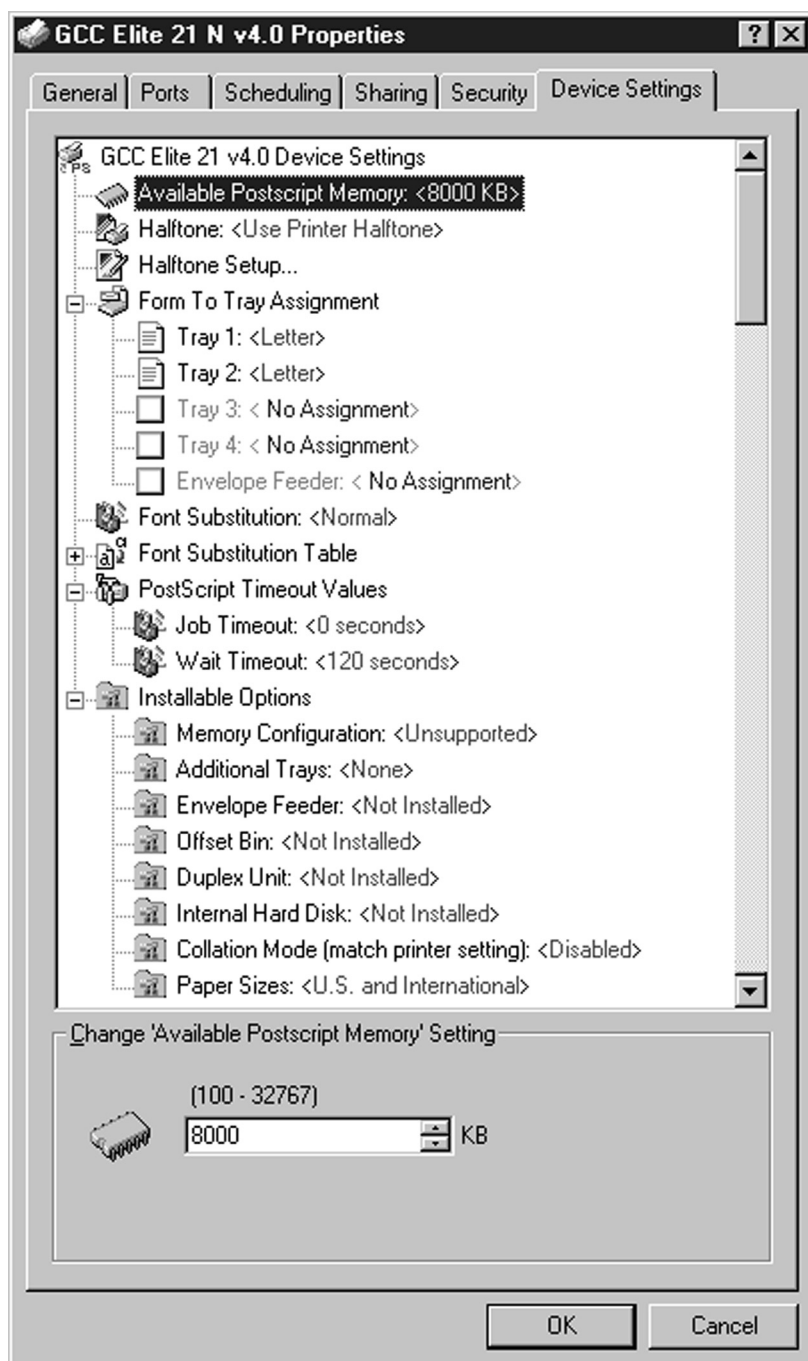 GCC Elite 21 N v4.0 Properties
General Ports Scheduling Sharing Security Device Settings
GCC Elite 21 v4.0 Device Settings
Available Postscript Memory: <8000 KB>
Halftone: <Use Printer Halftone>
Halftone Setup...
Form To Tray Assignment
Tray 1: <Letter>
Tray 2: <Letter>
Tray 3: < No Assignment>
Tray 4: < No Assignment>
Envelope Feeder: < No Assignment>
Font Substitution: <Normal>
Font Substitution Table
PostScript Timeout Values
Job Timeout: <0 seconds>
Wait Timeout: <120 seconds>
Installable Options
Memory Configuration: <Unsupported>
Additional Trays: <None>
Envelope Feeder: <Not Installed>
Offset Bin: <Not Installed>
Duplex Unit: <Not Installed>
Internal Hard Disk: <Not Installed>
Collation Mode (match printer setting): <Disabled>
Paper Sizes: <U.S. and International>
Change 'Available Postscript Memory' Setting
(100 - 32767)
8000 KB
OK Cancel